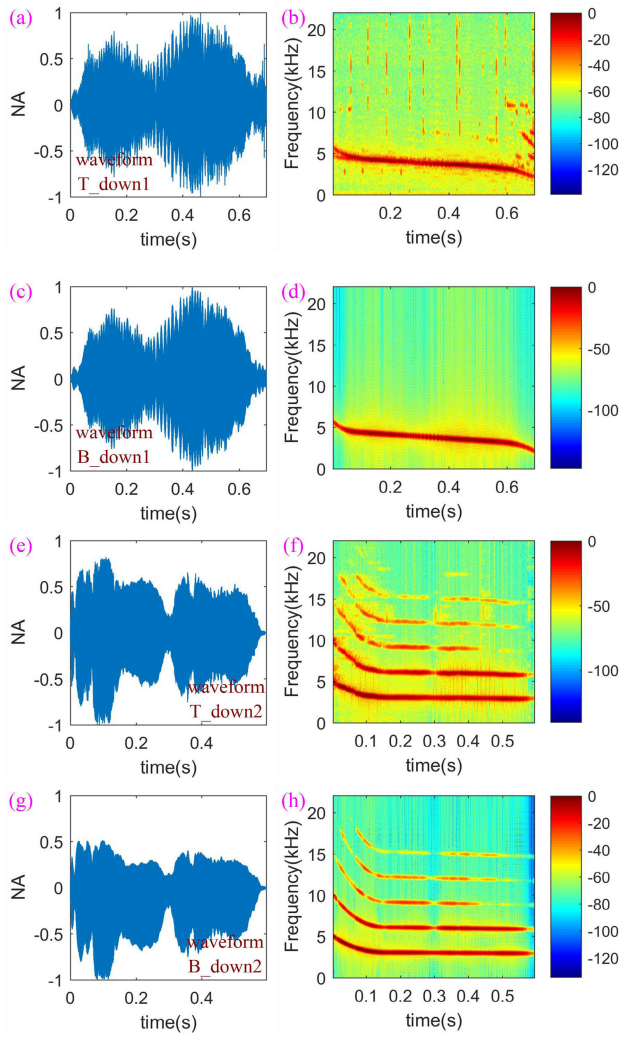 (a)
1
0.5
0
-0.5
-1
NA
waveform
T_down1
0
0.2
0.4
0.6
time(s)
(b)
20
15
10
5
0
Frequency(kHz)
0.2
0.4
0.6
time(s)
0
-20
-40
-60
-80
-100
-120
(c)
1
0.5
0
-0.5
-1
NA
waveform
B_down1
0
0.2
0.4
0.6
time(s)
(d)
20
15
10
5
0
Frequency(kHz)
0.2
0.4
0.6
time(s)
0
-50
-100
(e)
1
0.5
0
-0.5
-1
NA
waveform
T_down2
0
0.2
0.4
time(s)
(f)
20
15
10
5
0
Frequency(kHz)
0.1
0.2
0.3
0.4
0.5
time(s)
0
-50
-100
(g)
1
0.5
0
-0.5
-1
NA
waveform
B_down2
0
0.2
0.4
time(s)
(h)
20
15
10
5
0
Frequency(kHz)
0.1
0.2
0.3
0.4
0.5
time(s)
0
-20
-40
-60
-80
-100
-120